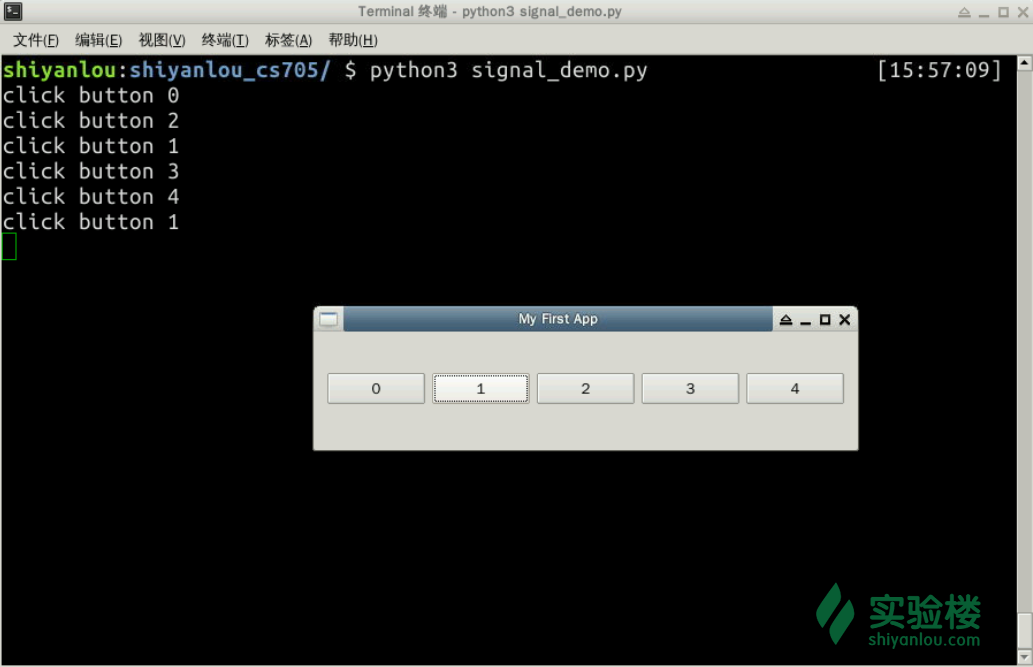 Terminal 终端 - python3 signal_demo.py
文件(F) 编辑(E) 视图(V) 终端(T) 标签(A) 帮助(H)
shiyanlou:shiyanlou_cs705/ $ python3 signal_demo.py [15:57:09]
click button 0
click button 2
click button 1
click button 3
click button 4
click button 1
My First App
0 1 2 3 4
实验楼
shiyanlou.com